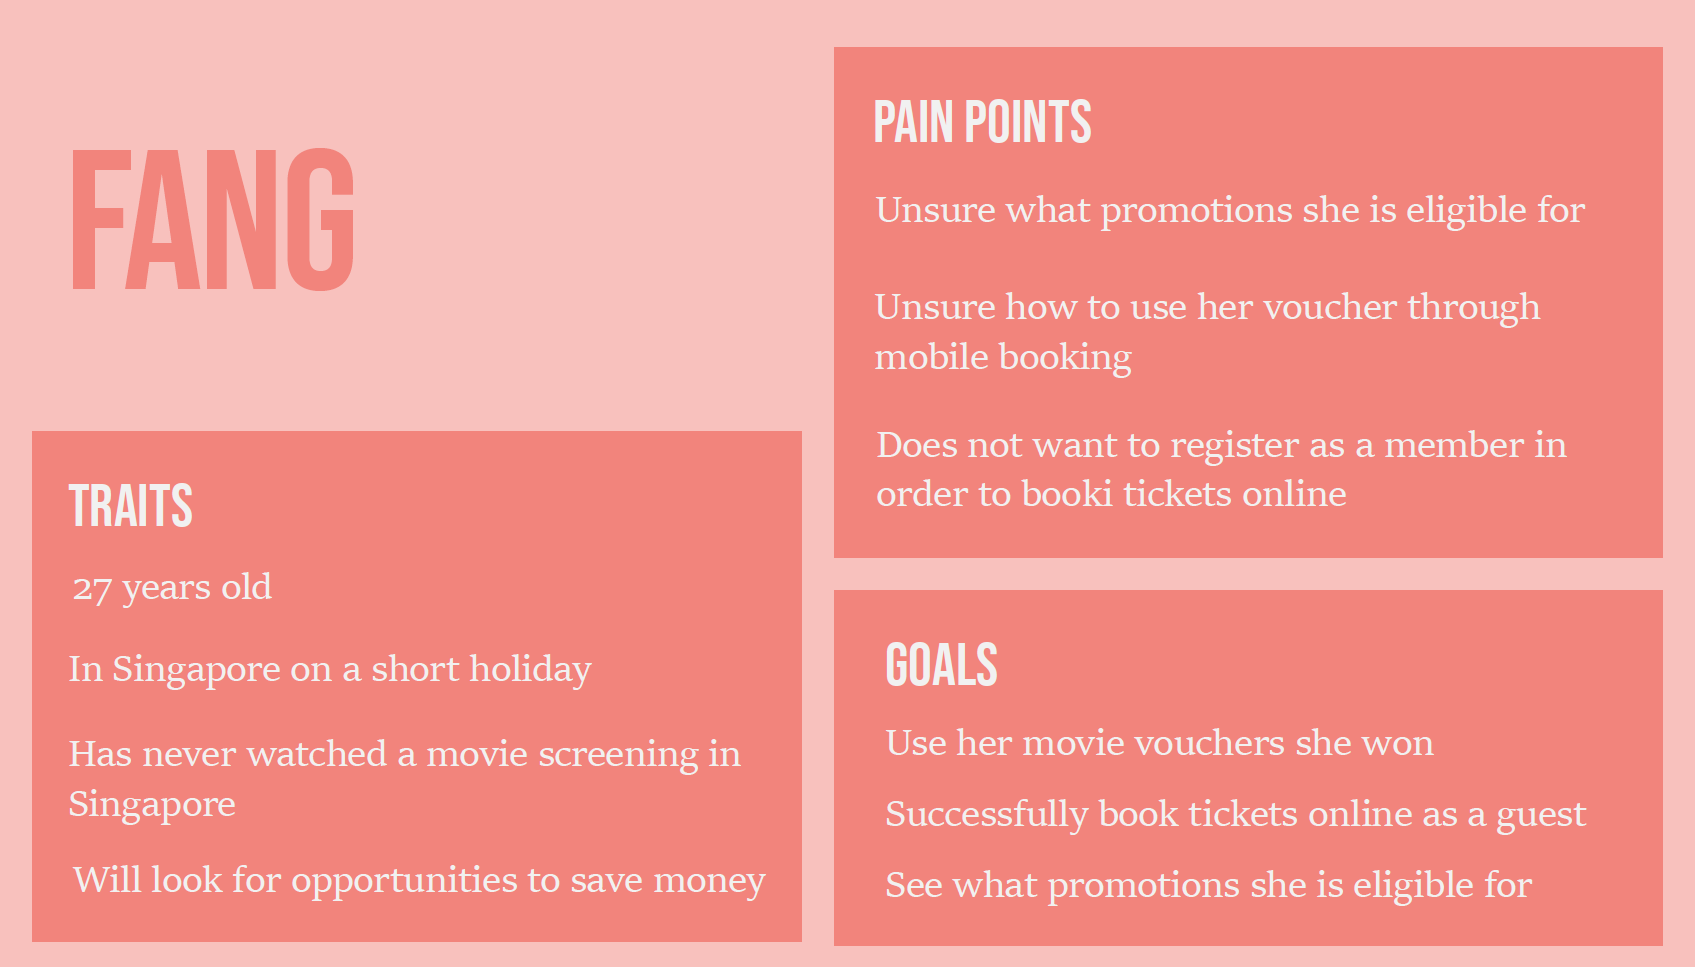 FANG
TRAITS
27 years old
In Singapore on a short holiday
Has never watched a movie screening in
Singapore
Will look for opportunities to save money
PAIN POINTS
Unsure what promotions she is eligible for
Unsure how to use her voucher through
mobile booking
Does not want to register as a member in
order to booki tickets online
GOALS
Use her movie vouchers she won
Successfully book tickets online as a guest
See what promotions she is eligible for